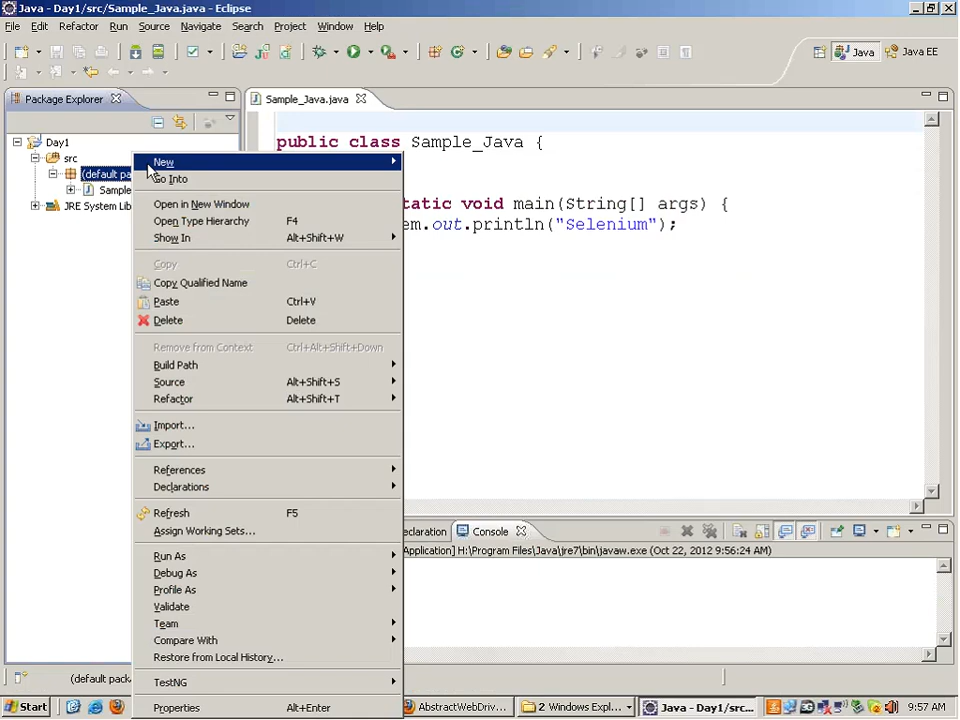 Java - Day1/src/Sample_Java.java - Eclipse
File Edit Refactor Run Source Navigate Search Project Window Help
Java Java EE
Package Explorer
Sample_Java.java
Day1
src
(default pa
Sample
JRE System Lib
public class Sample_Java {
tatic void main(String[] args) {
em.out.println("Selenium");
New
Go Into
Open in New Window
Open Type Hierarchy F4
Show In Alt+Shift+W
Copy Ctrl+C
Copy Qualified Name
Paste Ctrl+V
Delete Delete
Remove from Context Ctrl+Alt+Shift+Down
Build Path
Source Alt+Shift+S
Refactor Alt+Shift+T
Import...
Export...
References
Declarations
Refresh F5
Assign Working Sets...
Run As
Debug As
Profile As
Validate
Team
Compare With
Restore from Local History...
TestNG
Properties Alt+Enter
eclaration Console
Application] H:\Program Files\Java\jre7\bin\javaw.exe (Oct 22, 2012 9:56:24 AM)
(default pack
Start AbstractWebDriv... 2 Windows Explo... Java - Day1/src... 9:57 AM